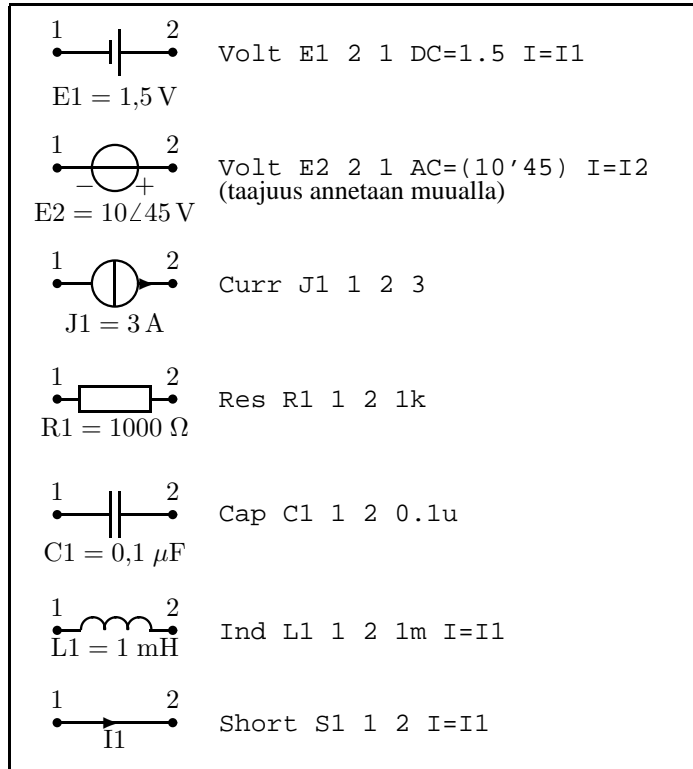 1 2
Volt E1 2 1 DC=1.5 I=I1
E1 = 1,5 V
1 2
Volt E2 2 1 AC=(10'45) I=I2
− +
(taajuus annetaan muualla)
E2 = 10∠45 V
1 2
Curr J1 1 2 3
J1 = 3 A
1 2
Res R1 1 2 1k
R1 = 1000 Ω
1 2
Cap C1 1 2 0.1u
C1 = 0,1 μF
1 2
Ind L1 1 2 1m I=I1
L1 = 1 mH
1 2
Short S1 1 2 I=I1
I1